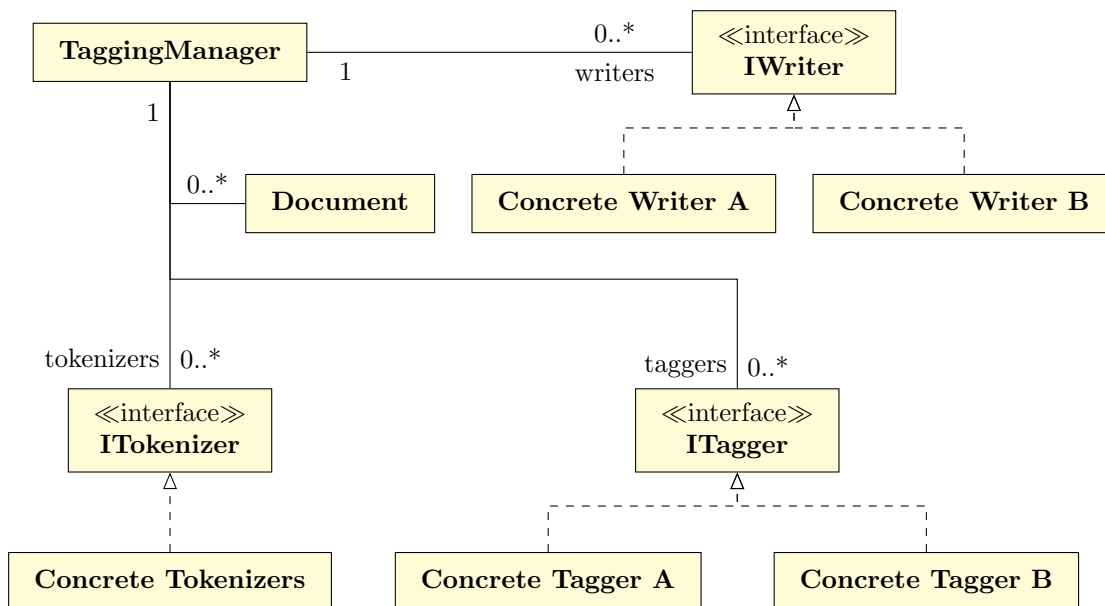 TaggingManager
1
0..*
writers
≪interface≫
IWriter
1
0..*
Document
Concrete Writer A
Concrete Writer B
tokenizers
0..*
taggers
0..*
≪interface≫
ITokenizer
≪interface≫
ITagger
Concrete Tokenizers
Concrete Tagger A
Concrete Tagger B